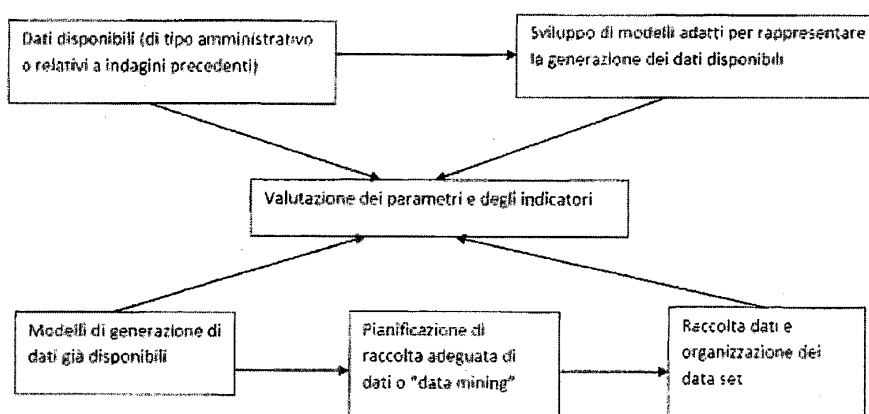 Dati disponibili (di tipo amministrativo
o relativi a indagini precedenti)
Sviluppo di modelli adatti per rappresentare
la generazione dei dati disponibili
Valutazione dei parametri e degli indicatori
Modelli di generazione di
dati già disponibili
Pianificazione di
raccolta adeguata di
dati o "data mining"
Raccolta dati e
organizzazione dei
data set